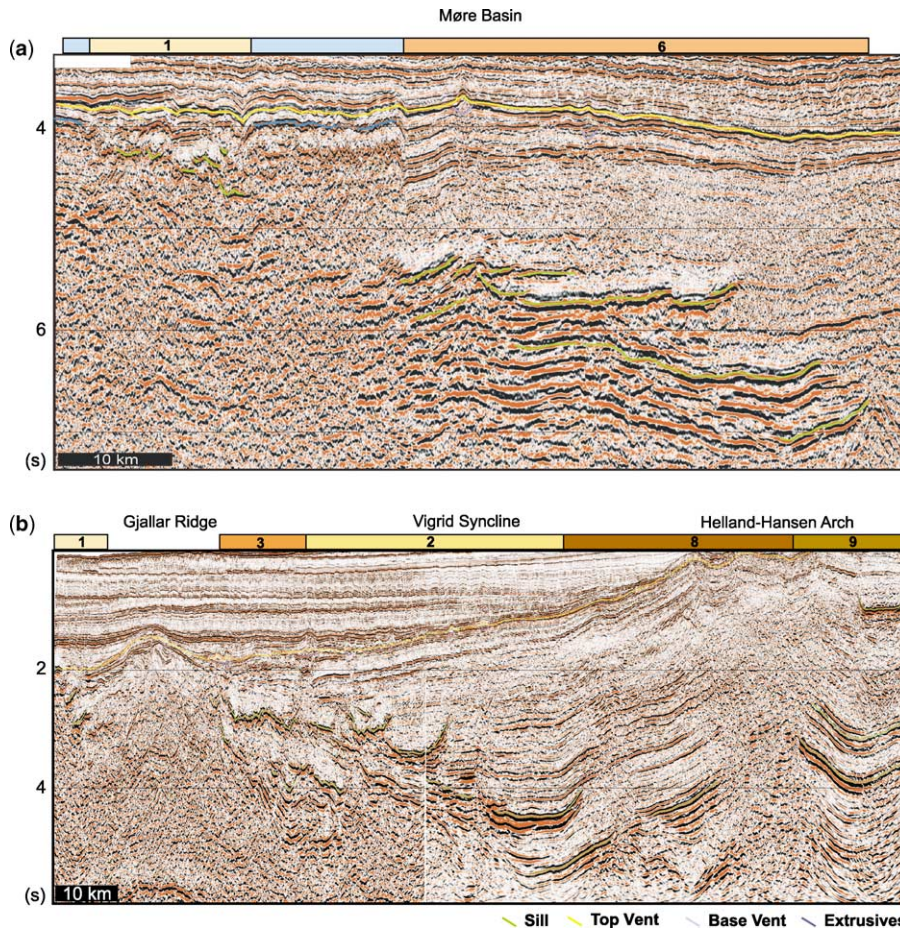 Møre Basin
(a)
1 6
4
6
(s)
10 km
(b)
Gjallar Ridge Vigrid Syncline Helland-Hansen Arch
1 3 2 8 9
2
4
(s)
10 km
Sill Top Vent Base Vent Extrusives